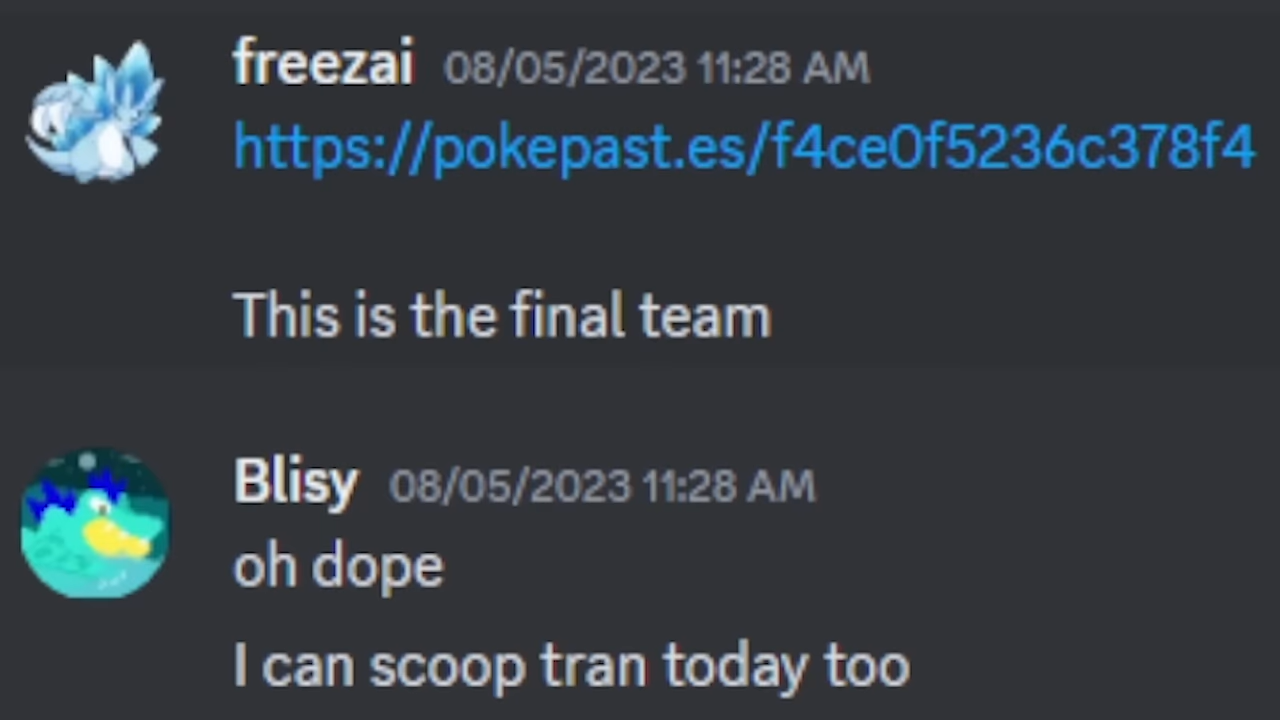 freezai 08/05/2023 11:28 AM
https://pokepast.es/f4ce0f5236c378f4
This is the final team
Blisy 08/05/2023 11:28 AM
oh dope
I can scoop tran today too